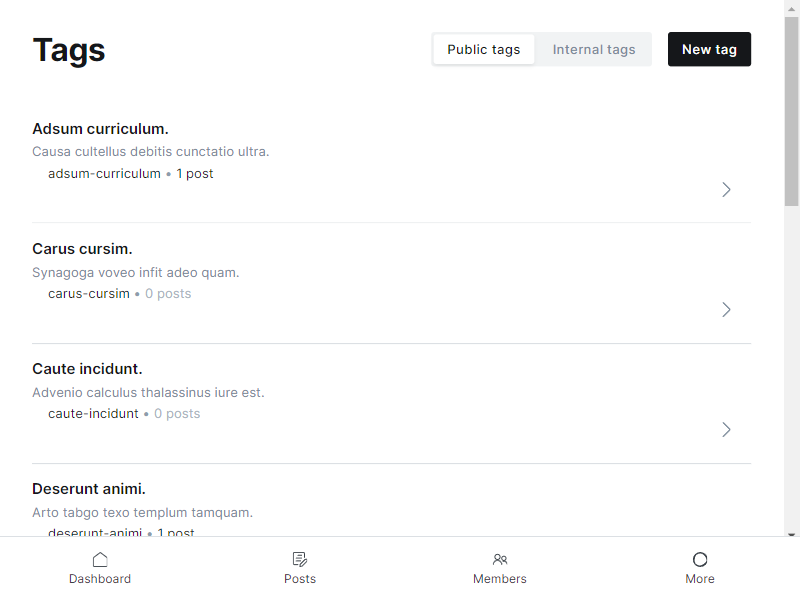 Tags
Public tags
Internal tags
New tag
Adsum curriculum.
Causa cultellus debitis cunctatio ultra.
adsum-curriculum • 1 post
Carus cursim.
Synagoga voveo infit adeo quam.
carus-cursim • 0 posts
Caute incidunt.
Advenio calculus thalassinus iure est.
caute-incidunt • 0 posts
Deserunt animi.
Arto tabgo texo templum tamquam.
deserunt-animi • 1 post
Dashboard
Posts
Members
More